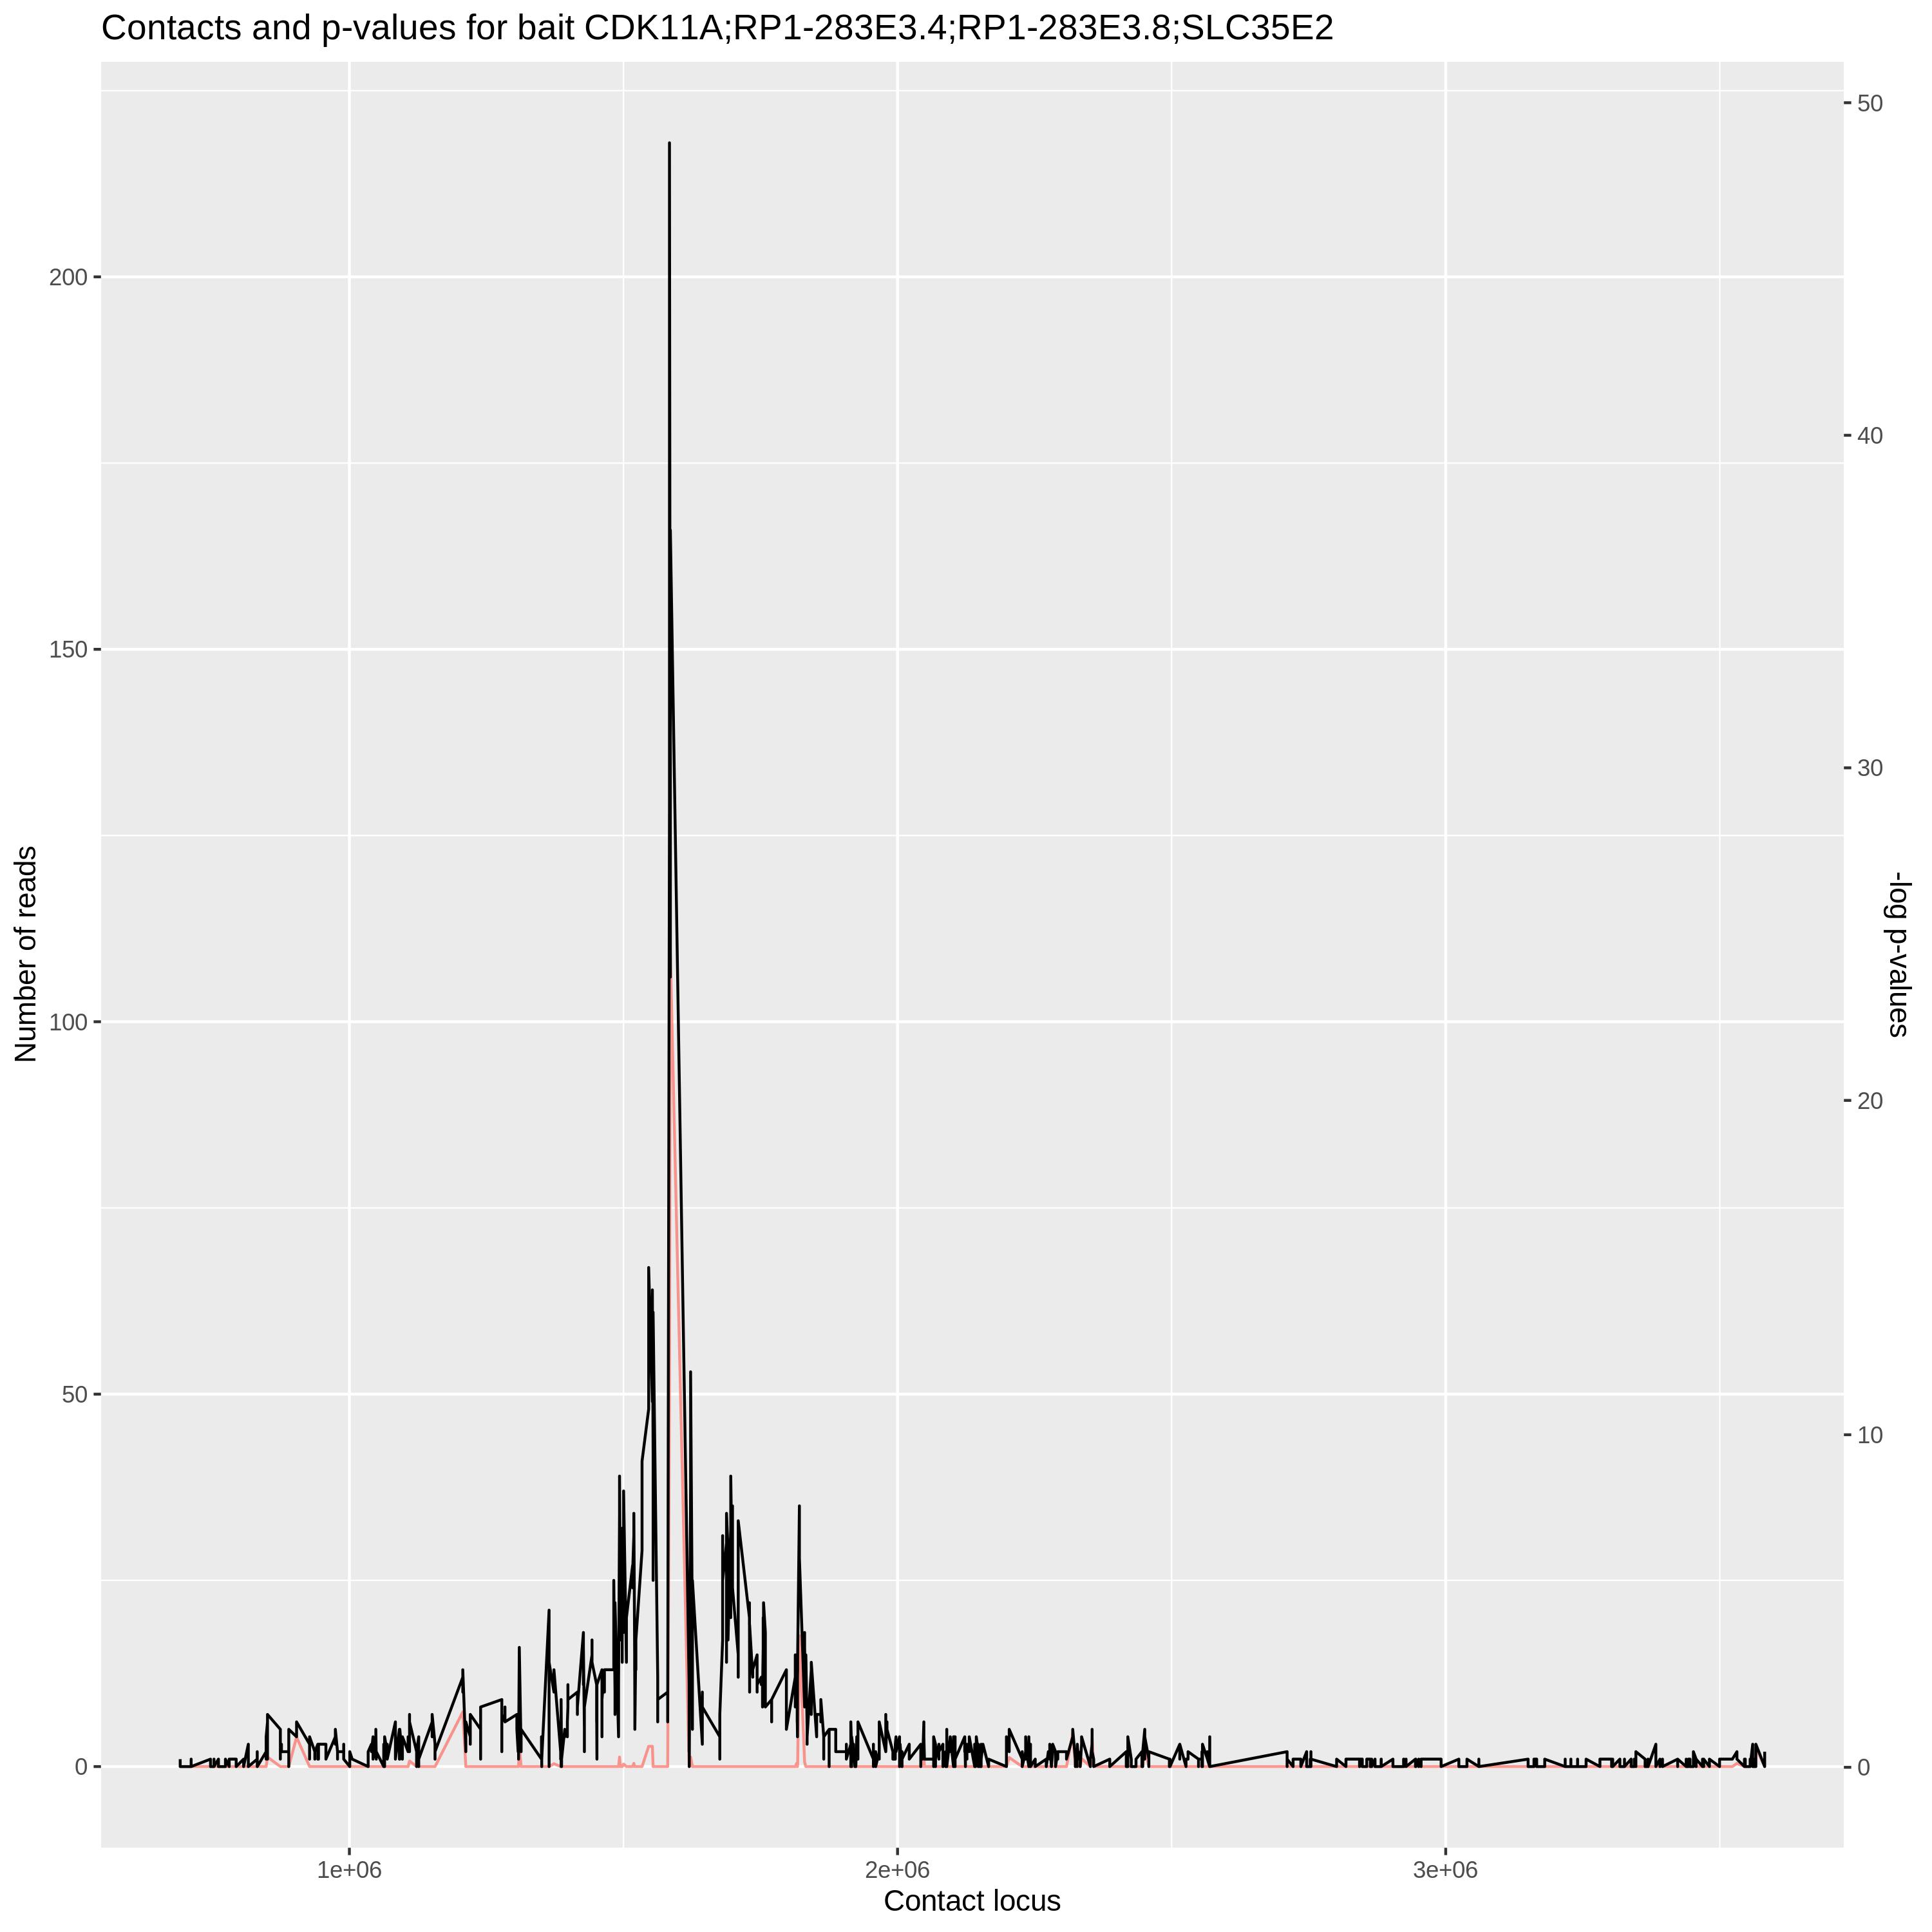 Contacts and p-values for bait CDK11A;RP1-283E3.4;RP1-283E3.8;SLC35E2
Number of reads
200
150
100
50
0
50
40
30
20
10
0
-log p-values
1e+06
2e+06
3e+06
Contact locus